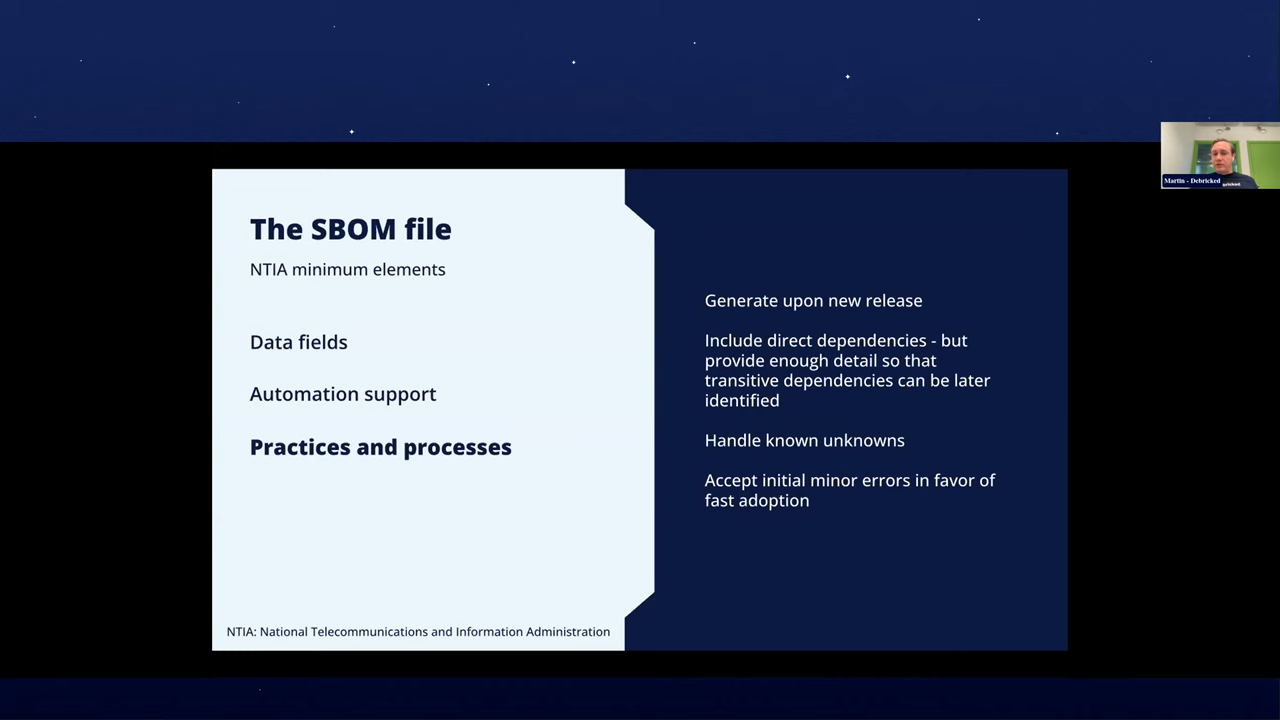 The SBOM file
NTIA minimum elements
Data fields
Automation support
Practices and processes
NTIA: National Telecommunications and Information Administration
Generate upon new release
Include direct dependencies - but
provide enough detail so that
transitive dependencies can be later
identified
Handle known unknowns
Accept initial minor errors in favor of
fast adoption
Martin - Debricked